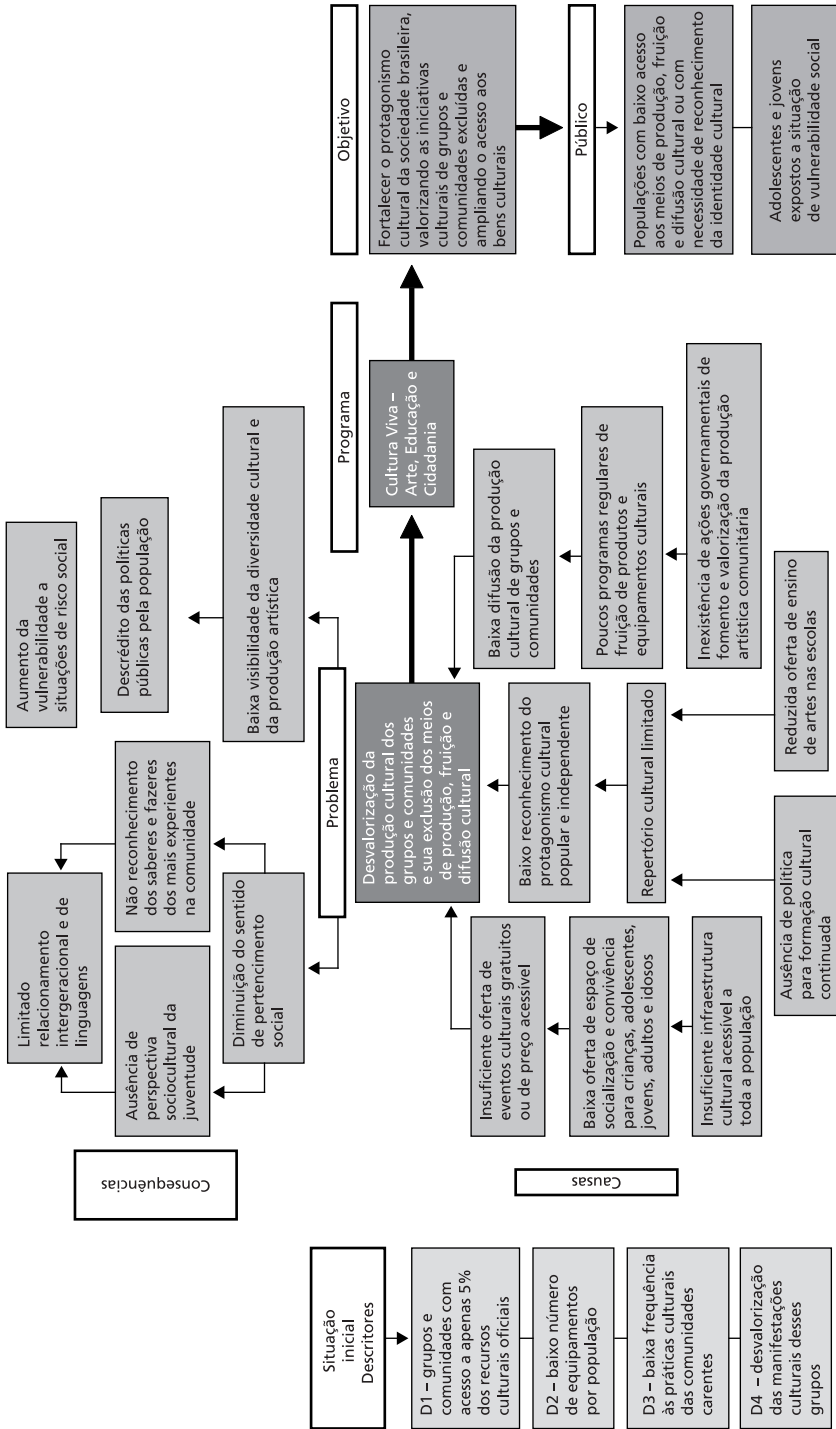 Situação
inicial
Descritores
D1 – grupos e
comunidades com
acesso a apenas 5%
dos recursos
culturais oficiais
D2 – baixo número
de equipamentos
por população
D3 – baixa frequência
às práticas culturais
das comunidades
carentes
D4 – desvalorização
das manifestações
culturais desses
grupos
Consequências
Limitado
relacionamento
intergeracional e de
linguagens
Ausência de
perspectiva
sociocultural da
juventude
Não reconhecimento
dos saberes e fazeres
dos mais experientes
na comunidade
Diminuição do sentido
de pertencimento
social
Aumento da
vulnerabilidade a
situações de risco social
Descrédito das políticas
públicas pela população
Baixa visibilidade da diversidade cultural e
da produção artística
Problema
Desvalorização da
produção cultural dos
grupos e comunidades
e sua exclusão dos meios
de produção, fruição e
difusão cultural
Causas
Insuficiente oferta de
eventos culturais gratuitos
ou de preço acessível
Baixa oferta de espaço de
socialização e convivência
para crianças, adolescentes,
jovens, adultos e idosos
Insuficiente infraestrutura
cultural acessível a
toda a população
Baixo reconhecimento do
protagonismo cultural
popular e independente
Repertório cultural limitado
Ausência de política
para formação cultural
continuada
Reduzida oferta de ensino
de artes nas escolas
Baixa difusão da produção
cultural de grupos e
comunidades
Poucos programas regulares de
fruição de produtos e
equipamentos culturais
Inexistência de ações governamentais de
fomento e valorização da produção
artística comunitária
Programa
Cultura Viva –
Arte, Educação e
Cidadania
Objetivo
Fortalecer o protagonismo
cultural da sociedade brasileira,
valorizando as iniciativas
culturais de grupos e
comunidades excluídas e
ampliando o acesso aos
bens culturais
Público
Populações com baixo acesso
aos meios de produção, fruição
e difusão cultural ou com
necessidade de reconhecimento
da identidade cultural
Adolescentes e jovens
expostos a situação
de vulnerabilidade social